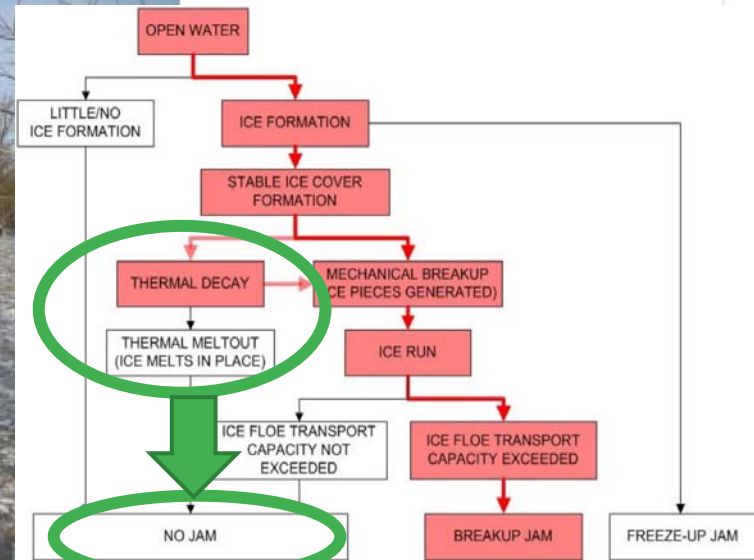 OPEN WATER
LITTLE/NO
ICE FORMATION
ICE FORMATION
STABLE ICE COVER
FORMATION
THERMAL DECAY
MECHANICAL BREAKUP
ICE PIECES GENERATED)
THERMAL MELTOUT
(ICE MELTS IN PLACE)
ICE RUN
ICE FLOE TRANSPORT
CAPACITY NOT
EXCEEDED
ICE FLOE TRANSPORT
CAPACITY EXCEEDED
NO JAM
BREAKUP JAM
FREEZE-UP JAM